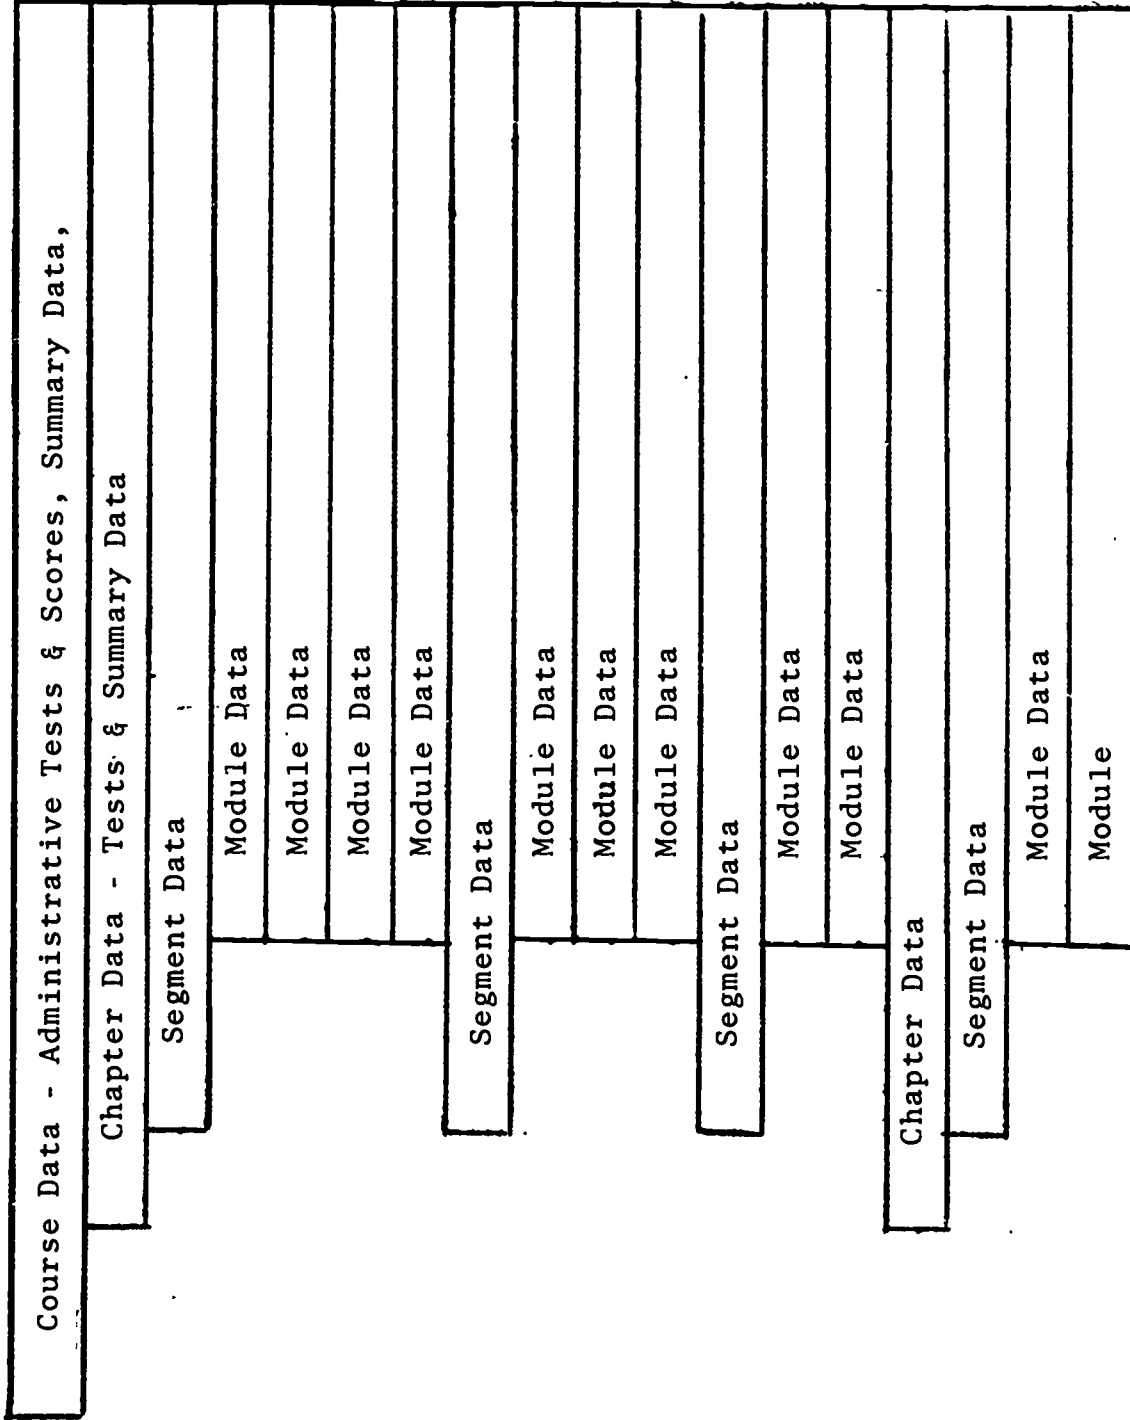 Course Data - Administrative Tests & Scores, Summary Data,
Chapter Data - Tests & Summary Data
Segment Data
Module Data
Module Data
Module Data
Module Data
Segment Data
Module Data
Module Data
Module Data
Segment Data
Module Data
Module Data
Chapter Data
Segment Data
Module Data
Module